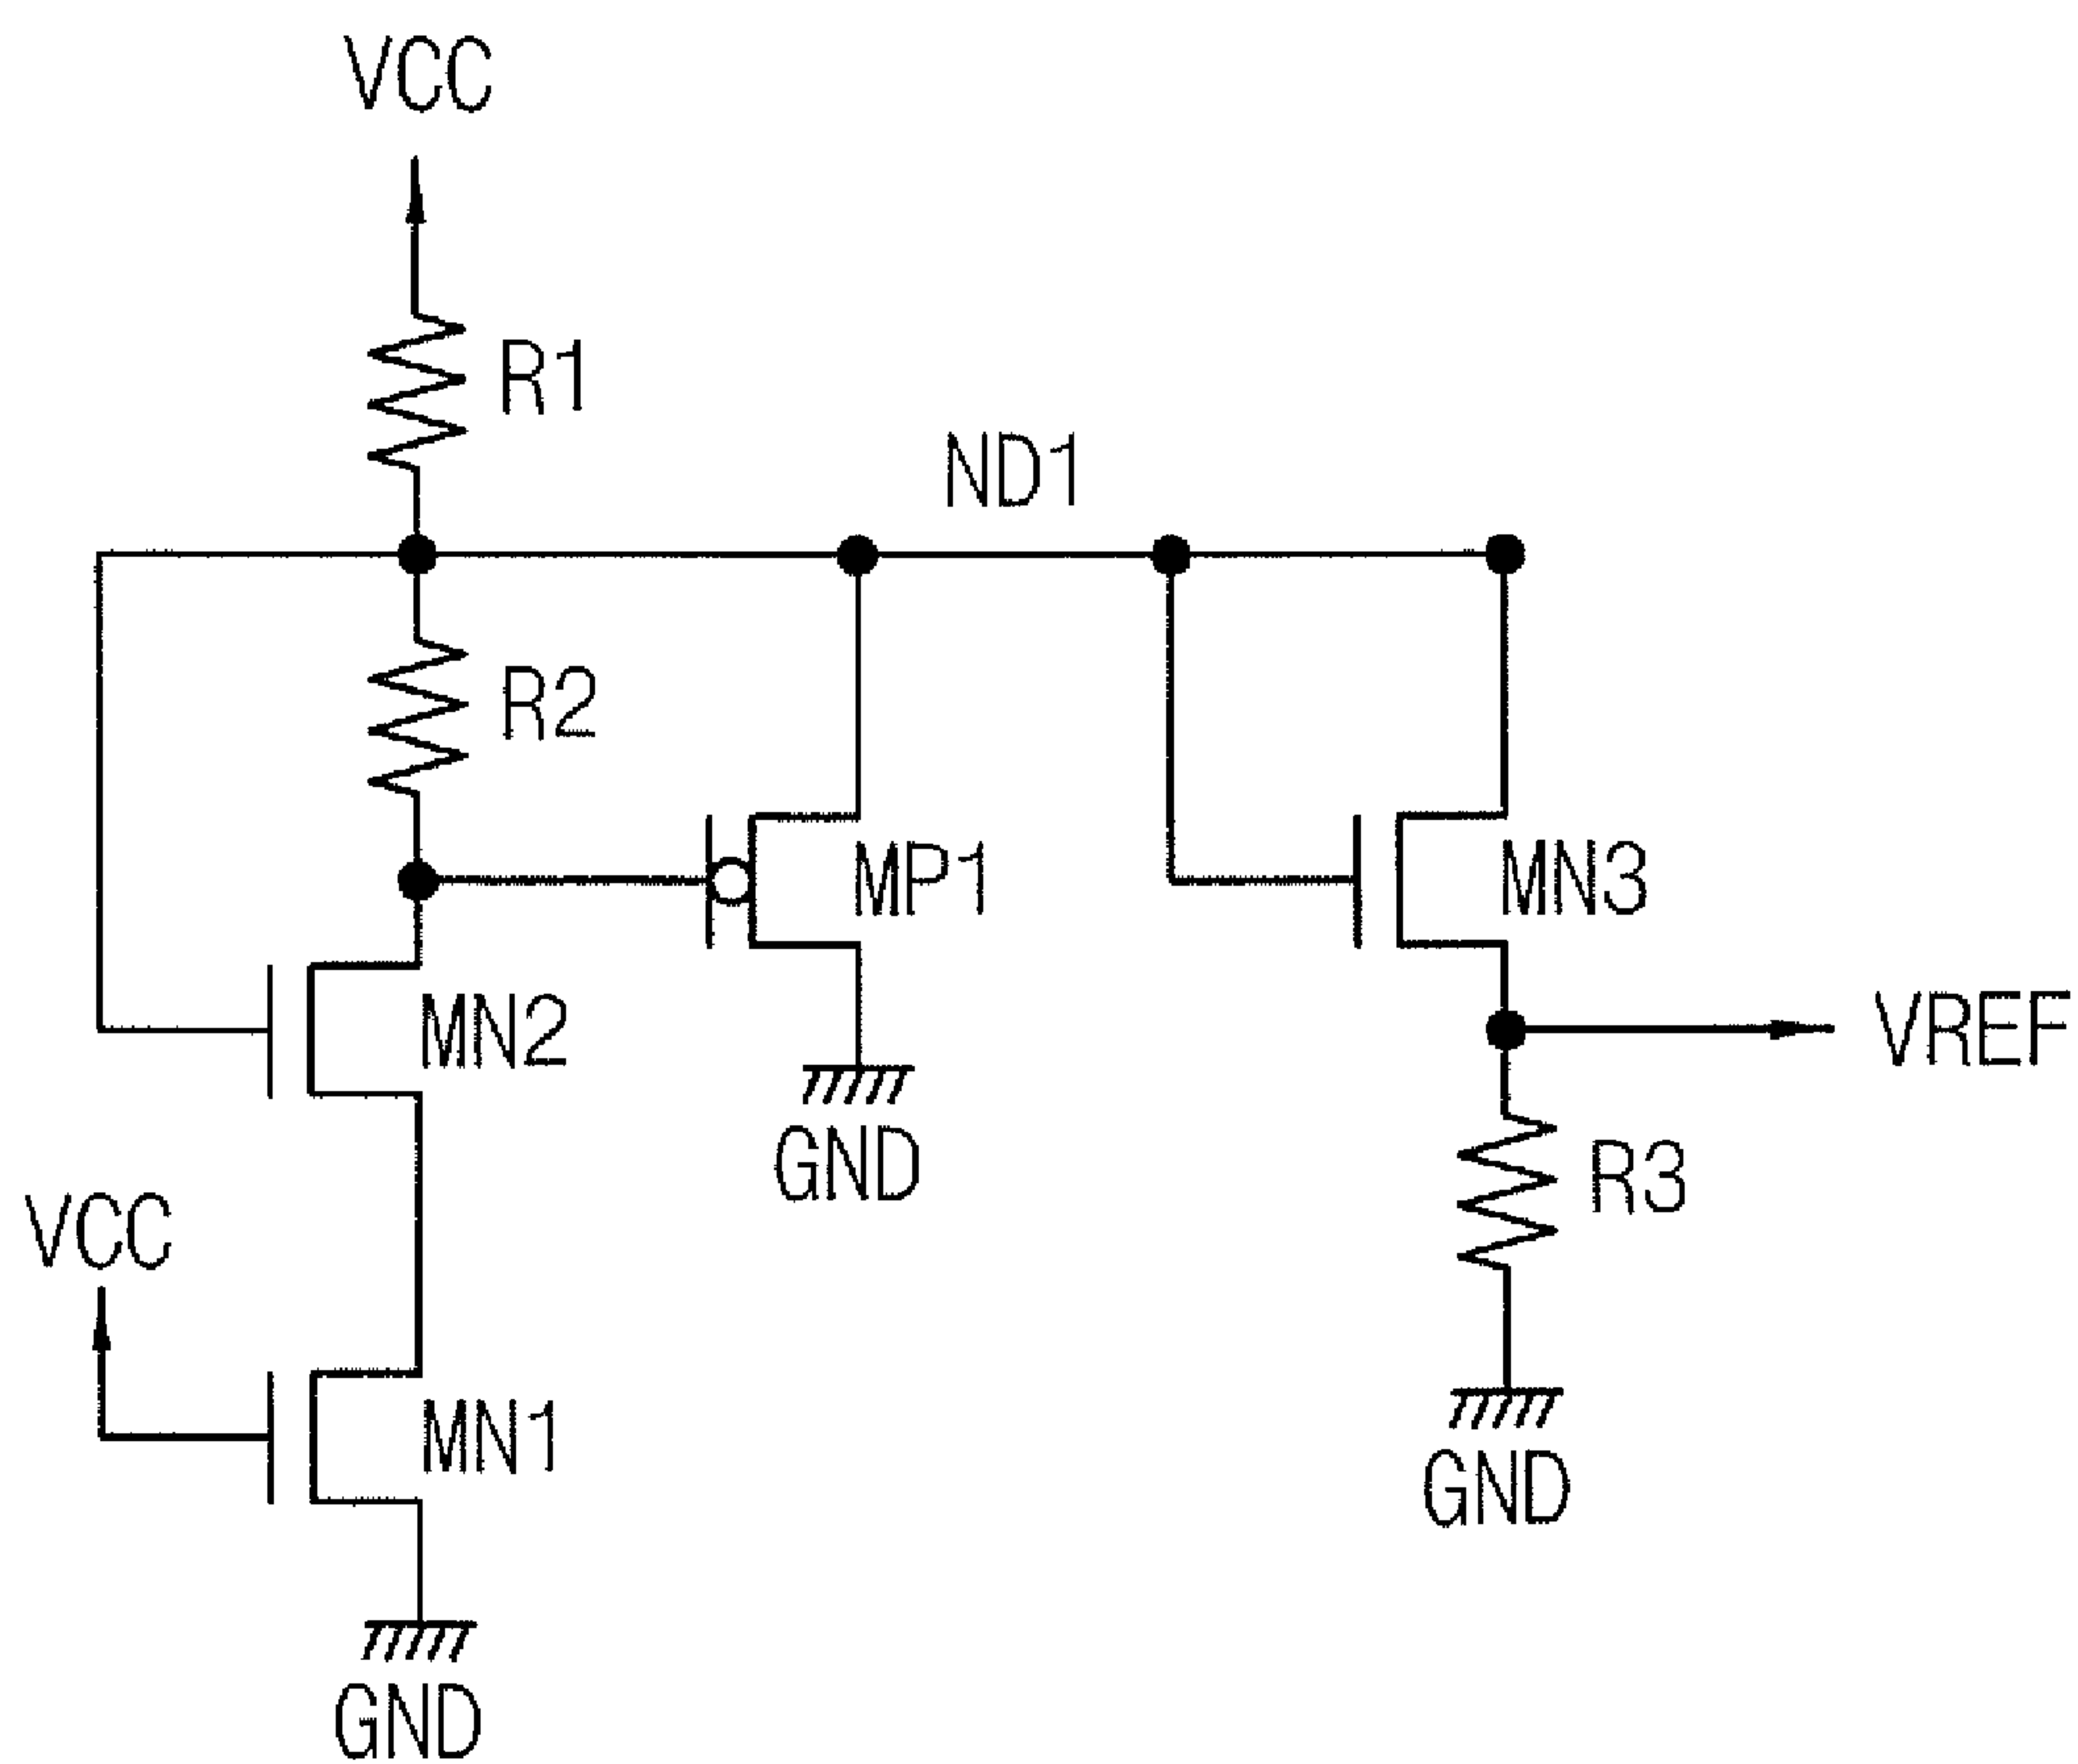 VCC
R1
ND1
R2
MP1
MN3
MN2
VREF
GND
R3
VCC
MN1
GND
GND